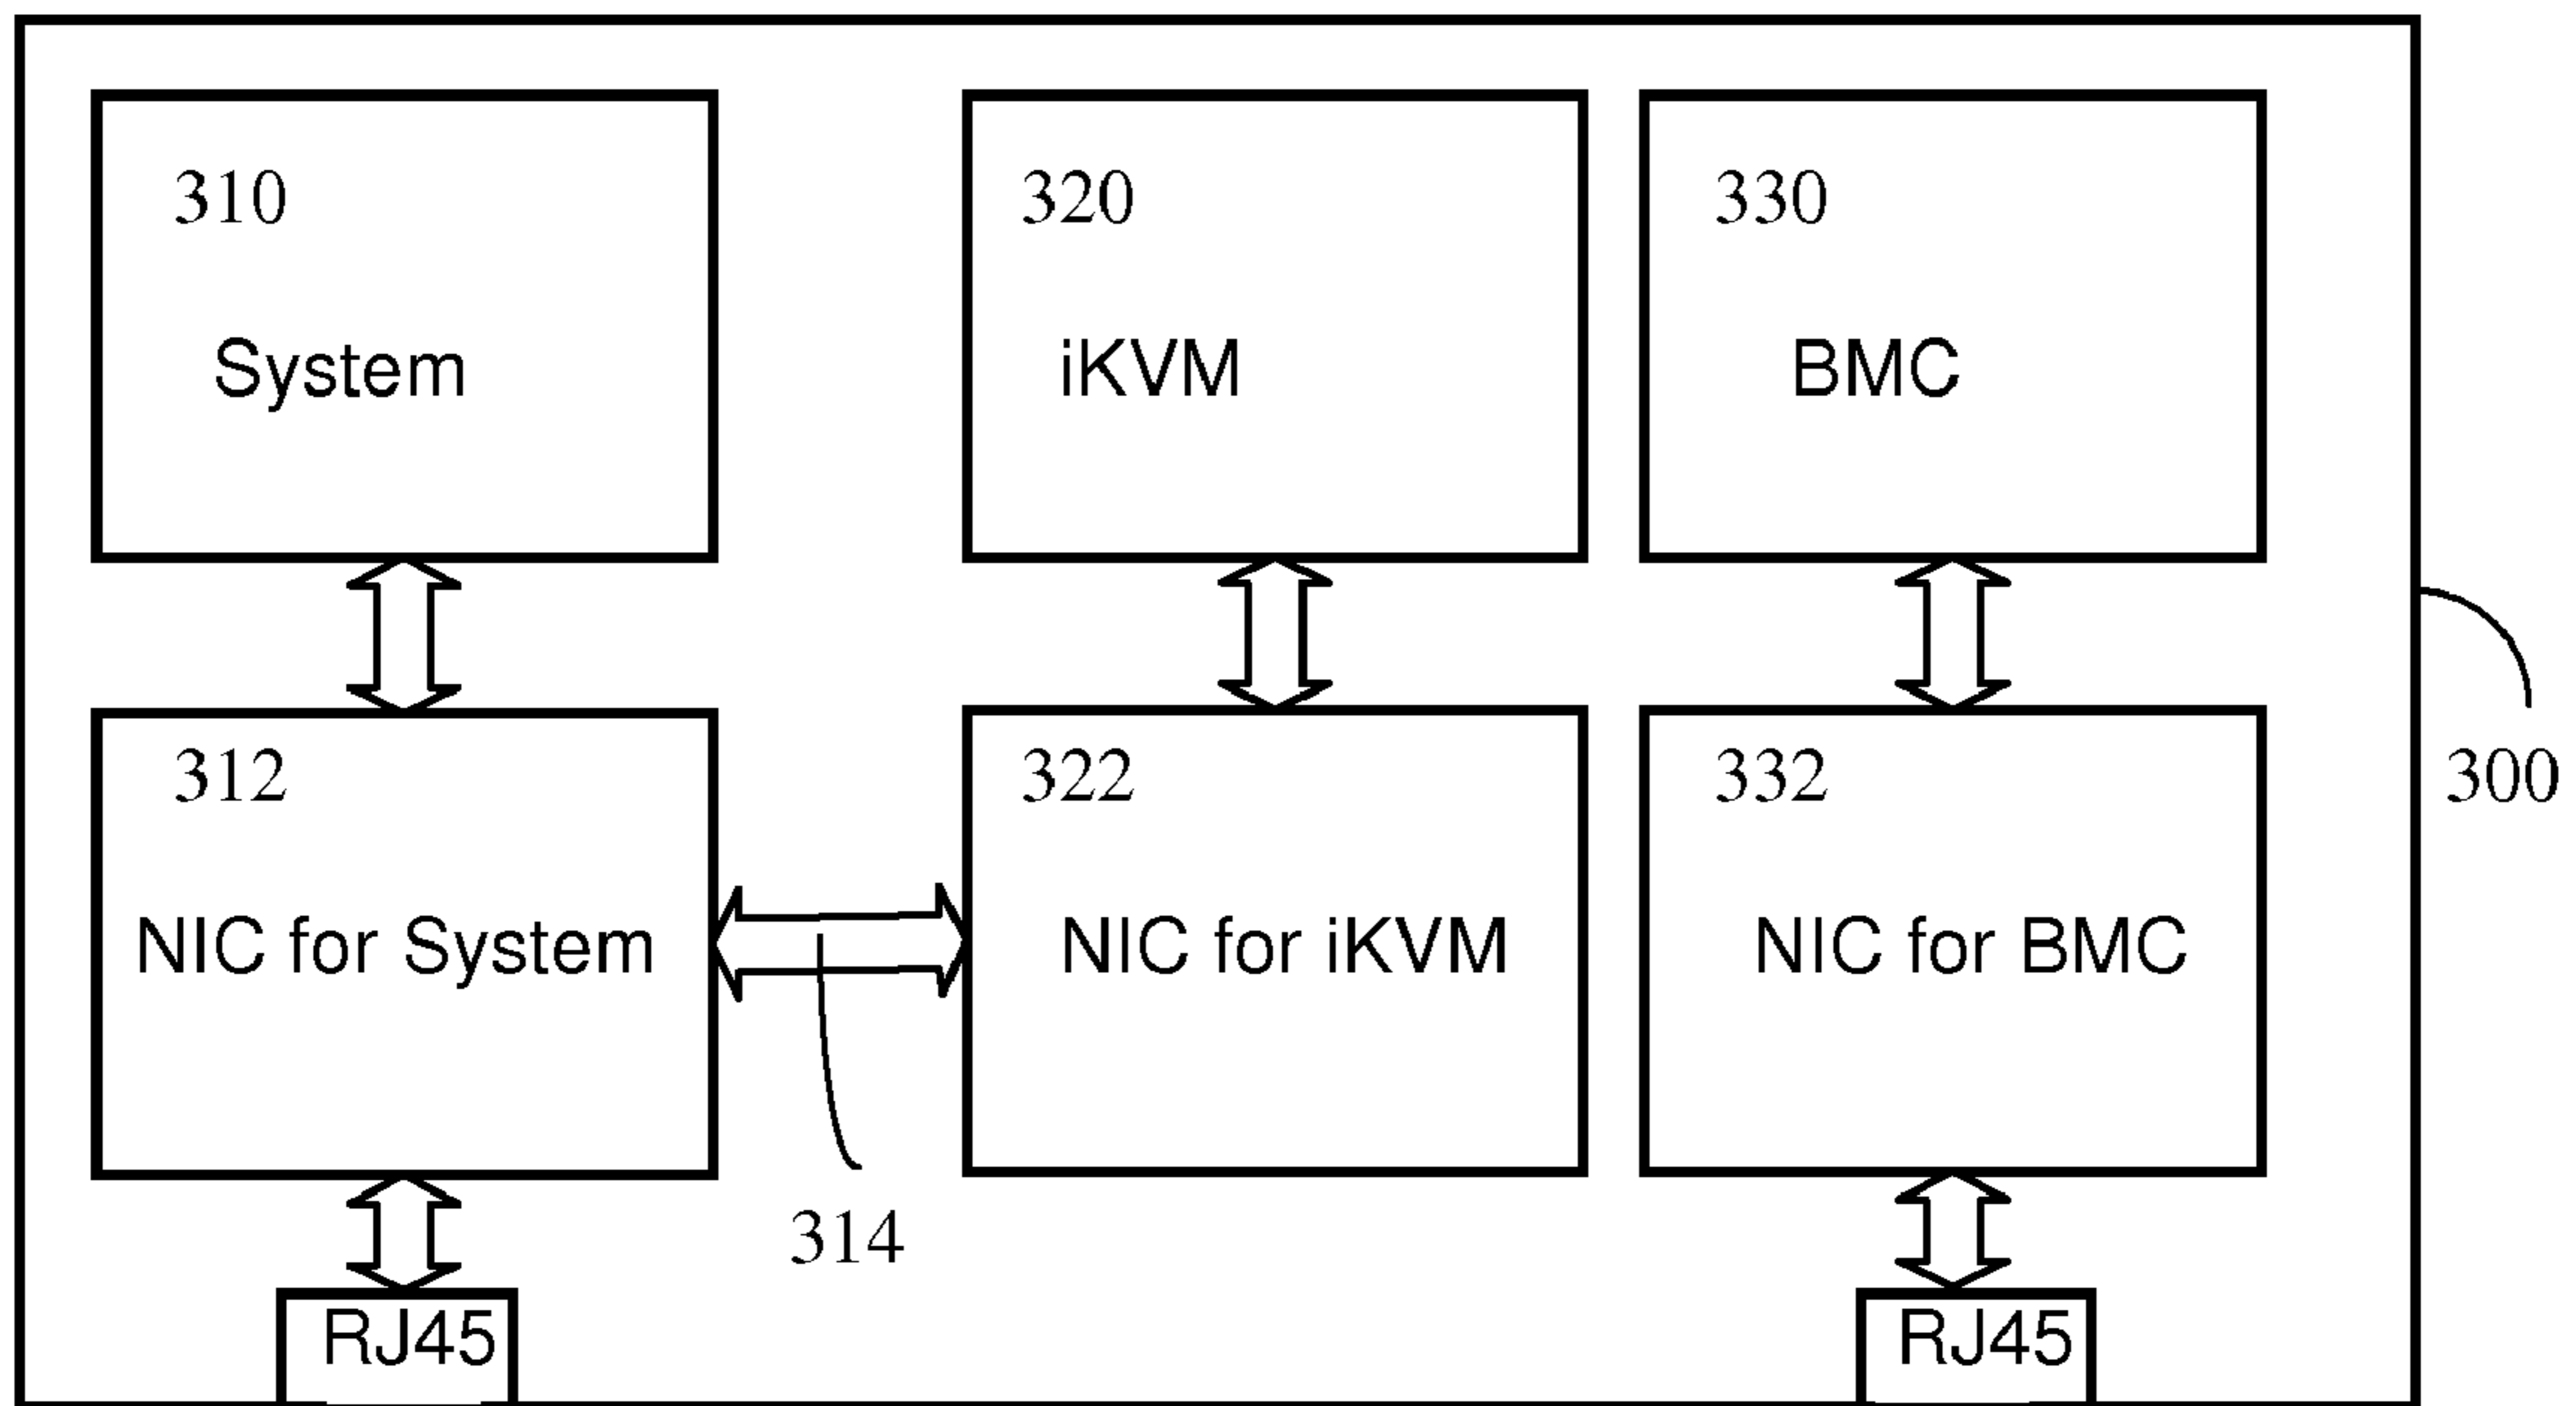 310
System
320
iKVM
330
BMC
312
NIC for System
322
NIC for iKVM
332
NIC for BMC
300
314
RJ45
RJ45